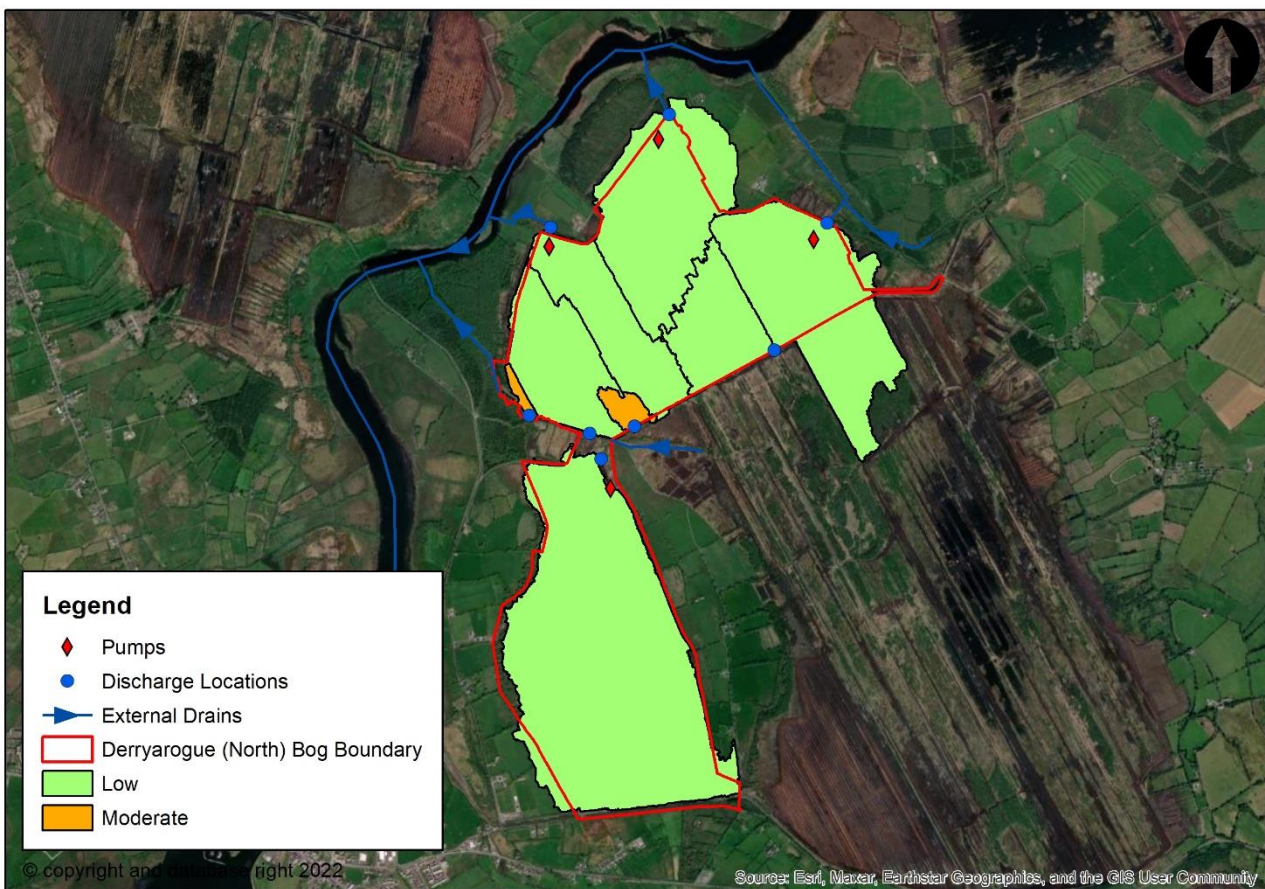 Legend
Pumps
Discharge Locations
External Drains
Derryarogue (North) Bog Boundary
Low
Moderate
© copyright and database right 2022
Source: Esri, Maxar, Earthstar Geographics, and the GIS User Community